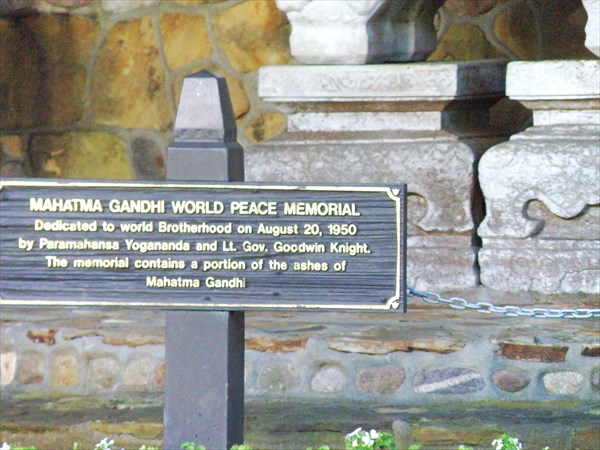 MAHATMA GANDHI WORLD PEACE MEMORIAL
Dedicated to world Brotherhood on August 20, 1950
by Paramahansa Yogananda and Lt. Gov. Goodwin Knight.
The memorial contains a portion of the ashes of
Mahatma Gandhi